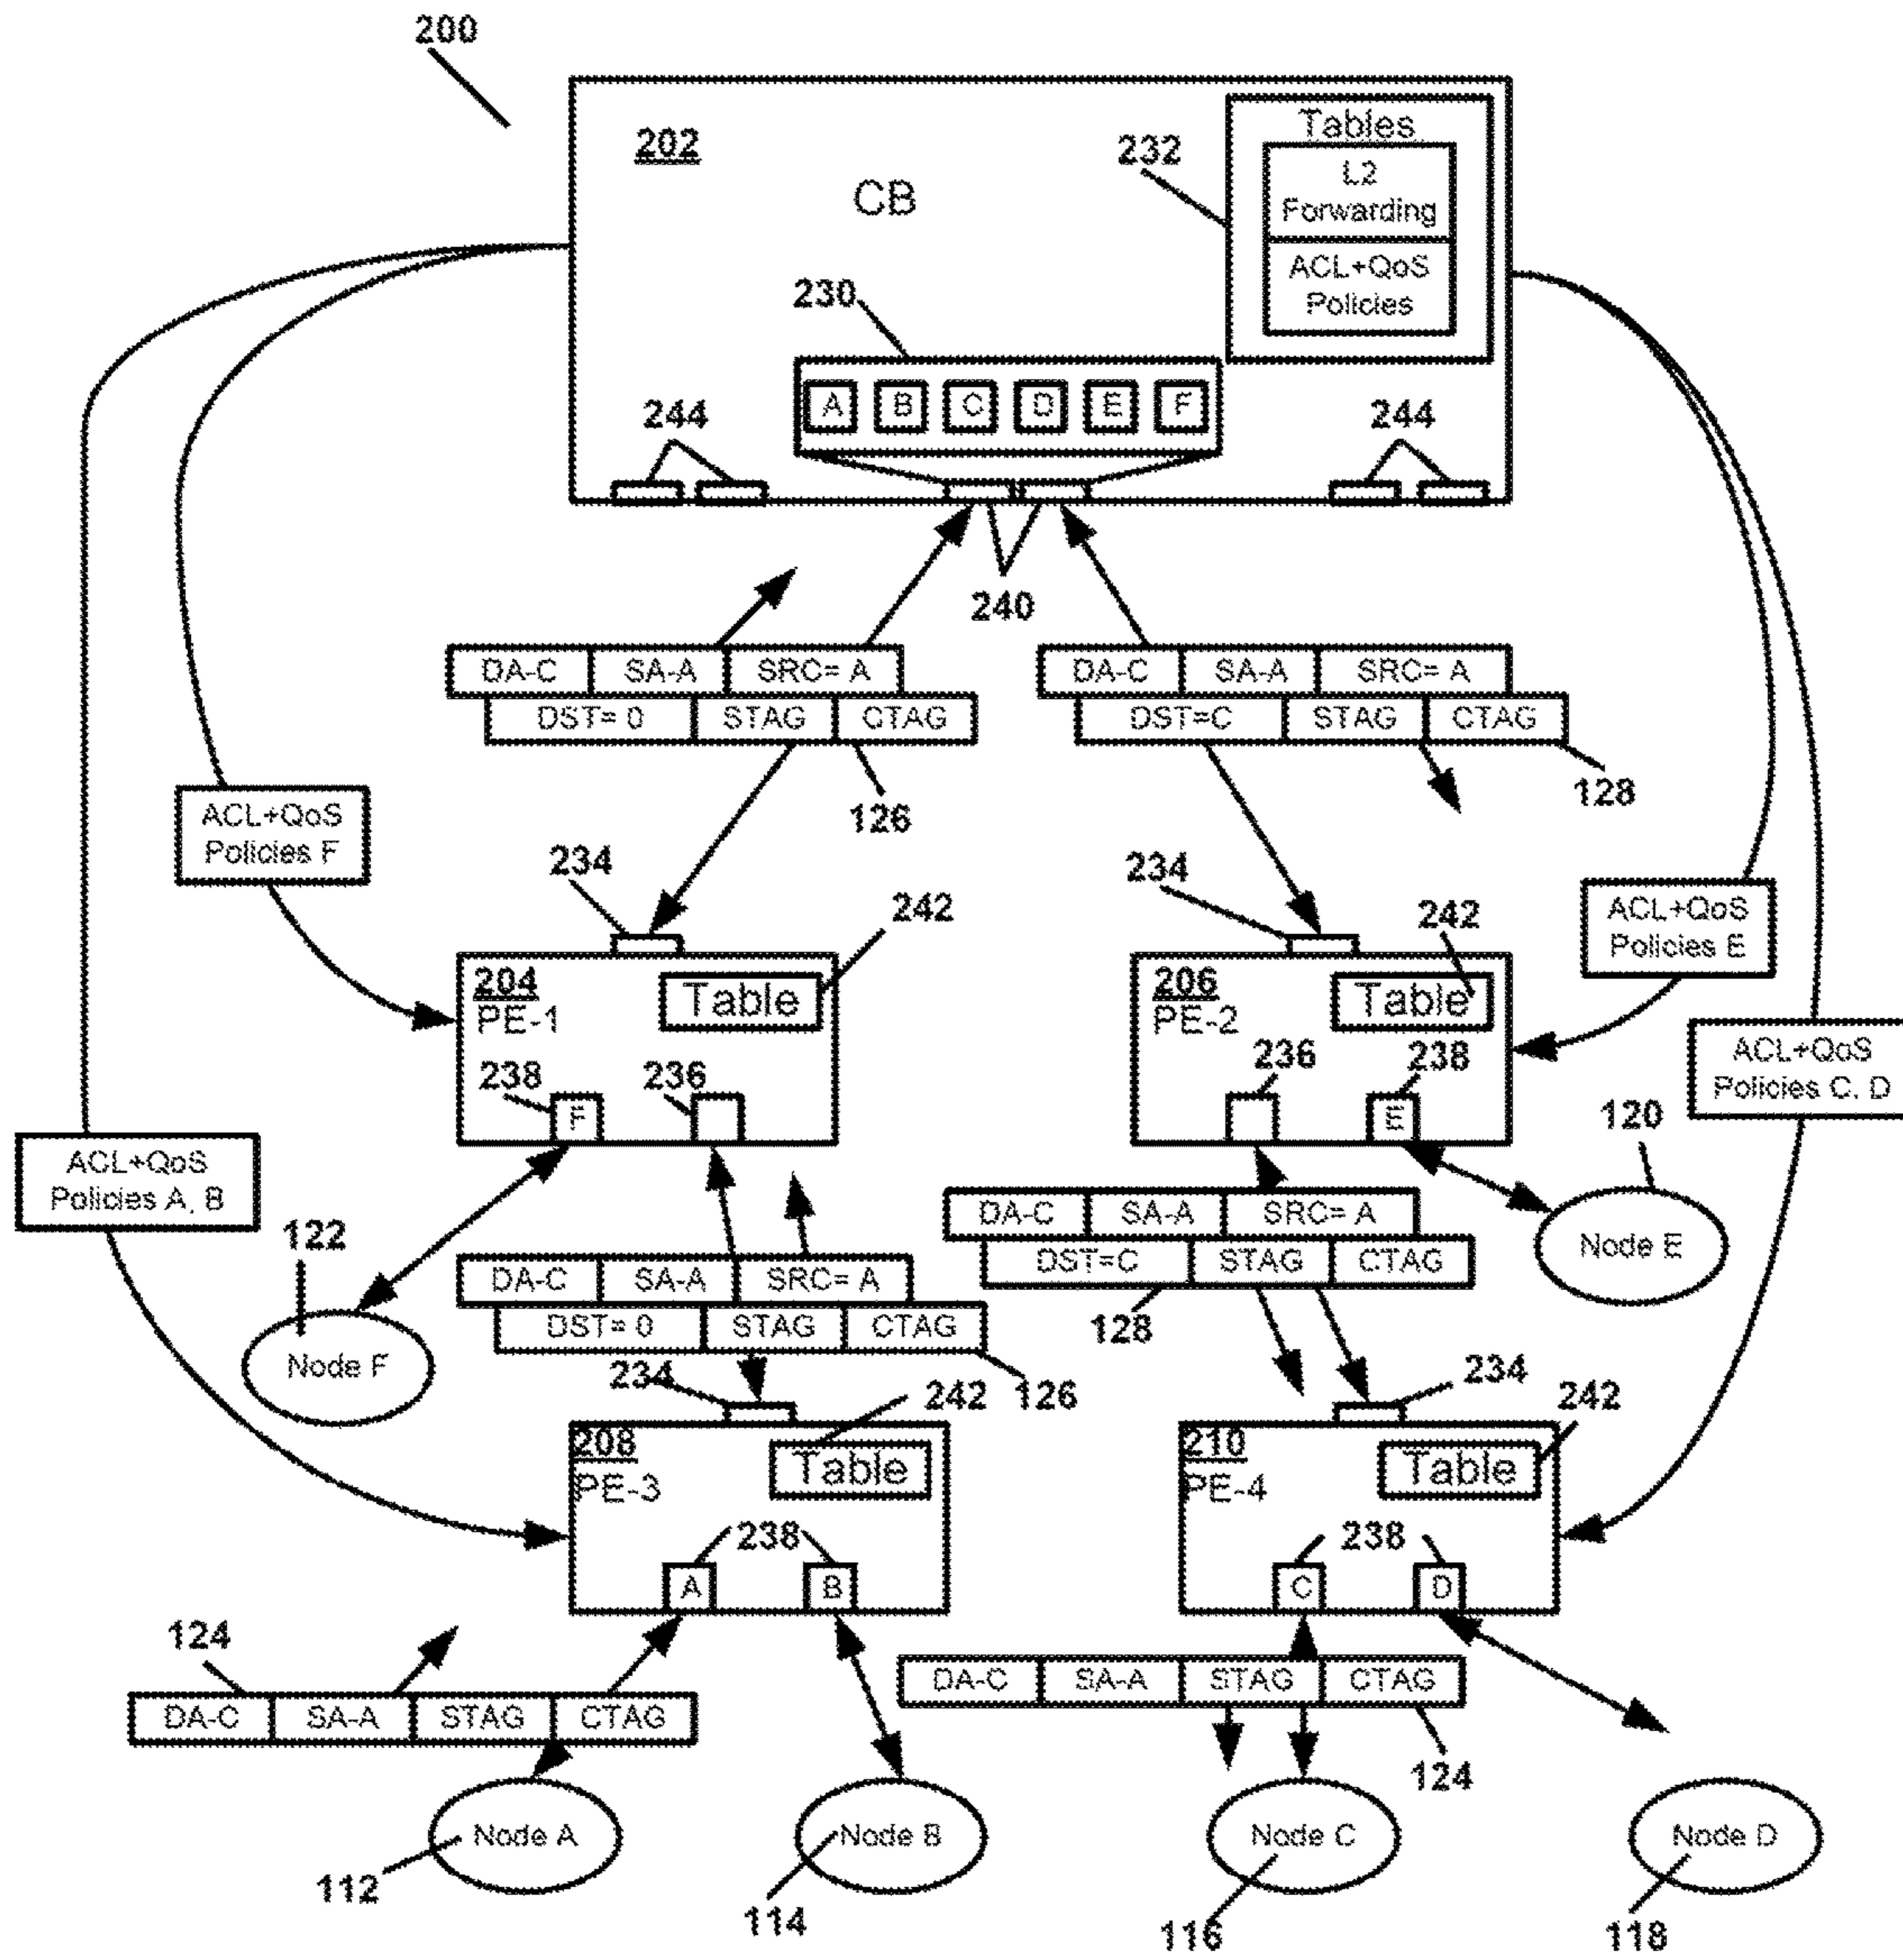 200
202
CB
232
Tables
L2
Forwarding
ACL+QoS
Policies
230
A B C D E F
244
244
240
DA-C SA-A SRC= A
DST= 0 STAG CTAG
126
DA-C SA-A SRC= A
DST=C STAG CTAG
128
ACL+QoS
Policies F
234
242
204
PE-1
Table
238
236
F
234
242
206
PE-2
Table
236
238
E
ACL+QoS
Policies E
ACL+QoS
Policies C, D
120
Node E
ACL+QoS
Policies A, B
122
Node F
DA-C SA-A SRC= A
DST= 0 STAG CTAG
126
DA-C SA-A SRC= A
DST=C STAG CTAG
128
234
242
208
PE-3
Table
238
A B
234
242
210
PE-4
Table
238
C D
124
DA-C SA-A STAG CTAG
DA-C SA-A STAG CTAG
124
Node A
112
Node B
114
Node C
116
Node D
118